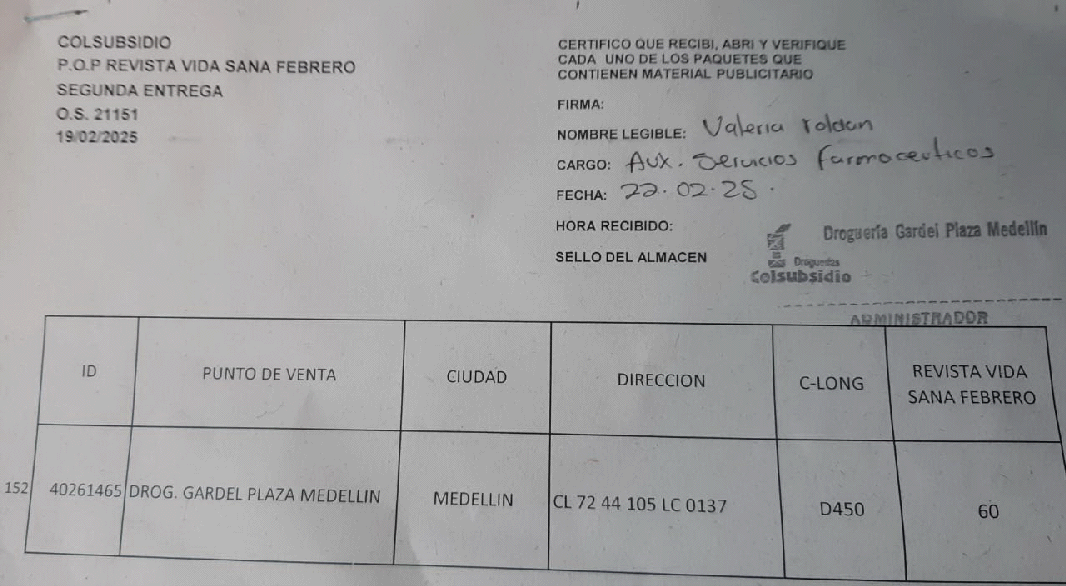 COLSUBSIDIO
P.O.P REVISTA VIDA SANA FEBRERO
SEGUNDA ENTREGA
O.S. 21151
19/02/2025
CERTIFICO QUE RECIBI, ABRI Y VERIFIQUE
CADA UNO DE LOS PAQUETES QUE
CONTIENEN MATERIAL PUBLICITARIO
FIRMA:
NOMBRE LEGIBLE: Valeria roldan
CARGO: Aux. Servicios farmaceuticos
FECHA: 22.02.25.
HORA RECIBIDO:
SELLO DEL ALMACEN
Droguería Gardel Plaza Medellín
Droguerías
Colsubsidio
ADMINISTRADOR
ID PUNTO DE VENTA CIUDAD DIRECCION C-LONG REVISTA VIDA
SANA FEBRERO
152 40261465 DROG. GARDEL PLAZA MEDELLIN MEDELLIN CL 72 44 105 LC 0137 D450 60